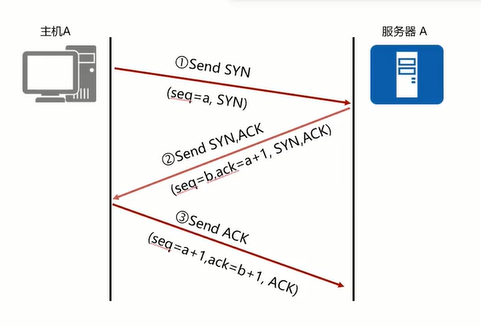 主机A
服务器 A
①Send SYN
(seq=a, SYN)
②Send SYN,ACK
(seq=b,ack=a+1, SYN,ACK)
③Send ACK
(seq=a+1,ack=b+1, ACK)